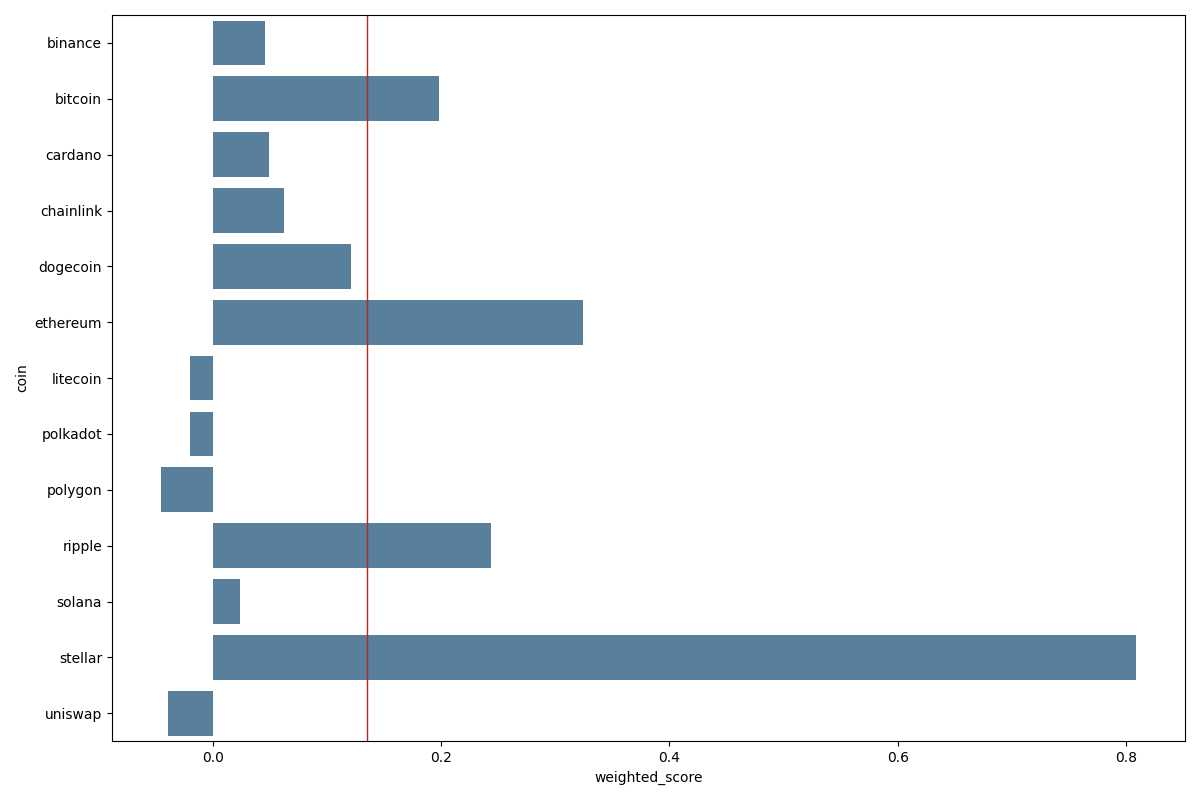 binance
bitcoin
cardano
chainlink
dogecoin
ethereum
litecoin
polkadot
polygon
ripple
solana
stellar
uniswap
coin
0.0 0.2 0.4 0.6 0.8
weighted_score